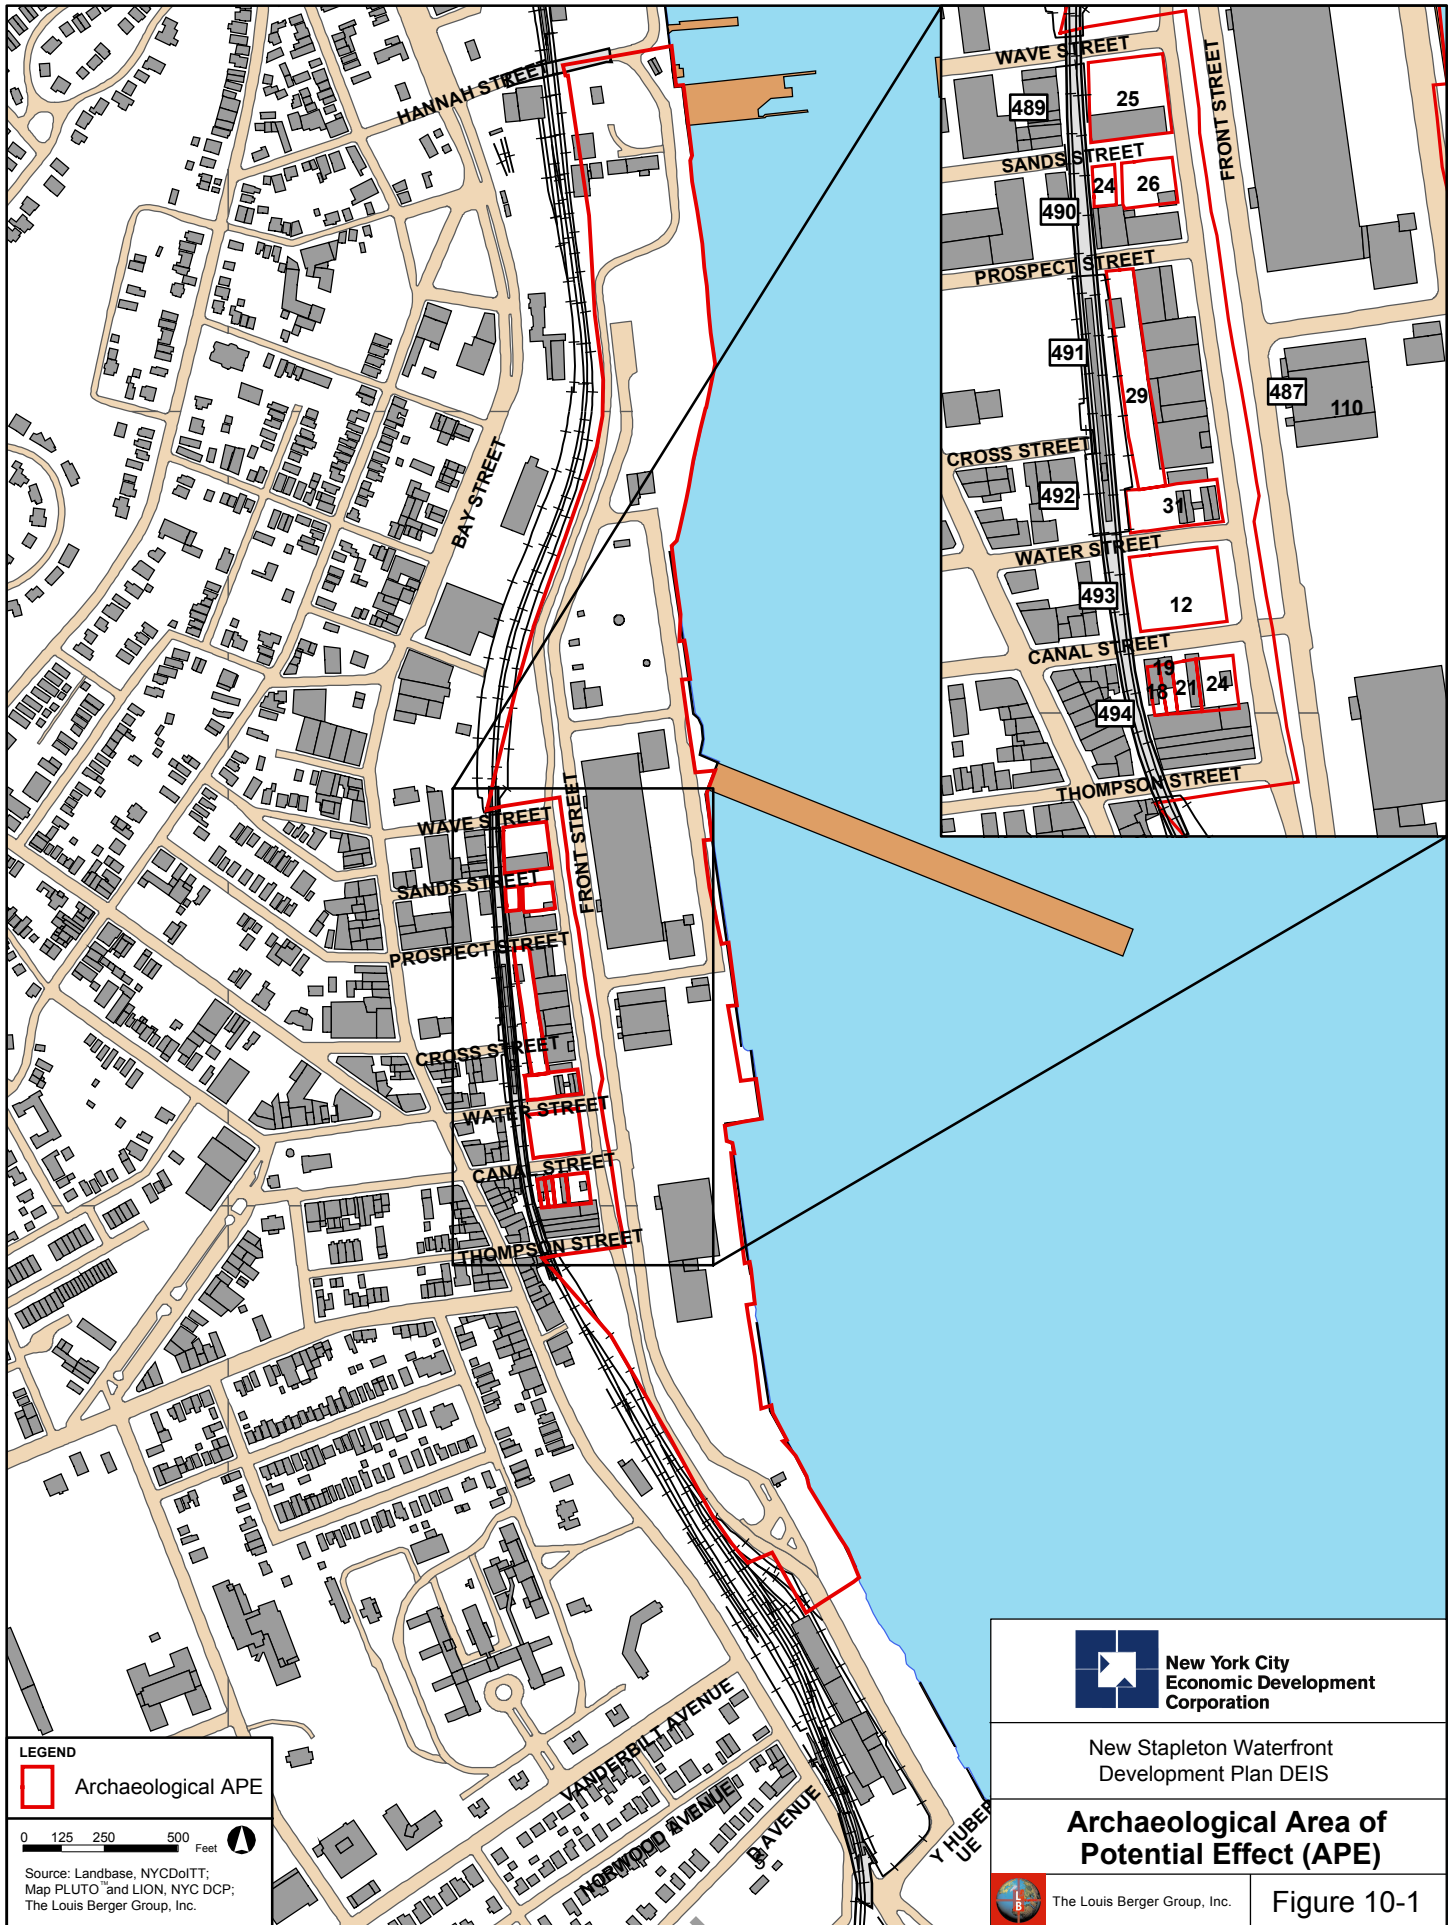 HANNAH STREET
BAY STREET
WAVE STREET
SANDS STREET
FRONT STREET
PROSPECT STREET
CROSS STREET
WATER STREET
CANAL STREET
THOMPSON STREET
VANDERBILT AVENUE
NORWOOD AVENUE
AVENUE
Y HUBER
UE
WAVE STREET
489
25
FRONT STREET
SANDS STREET
24
26
490
PROSPECT STREET
491
29
487
110
CROSS STREET
492
31
WATER STREET
493
12
CANAL STREET
19
18
21
24
494
THOMPSON STREET
LEGEND
Archaeological APE
0 125 250 500 Feet
Source: Landbase, NYCDoITT;
Map PLUTO™ and LION, NYC DCP;
The Louis Berger Group, Inc.
New York City
Economic Development
Corporation
New Stapleton Waterfront
Development Plan DEIS
Archaeological Area of
Potential Effect (APE)
LB
The Louis Berger Group, Inc.
Figure 10-1